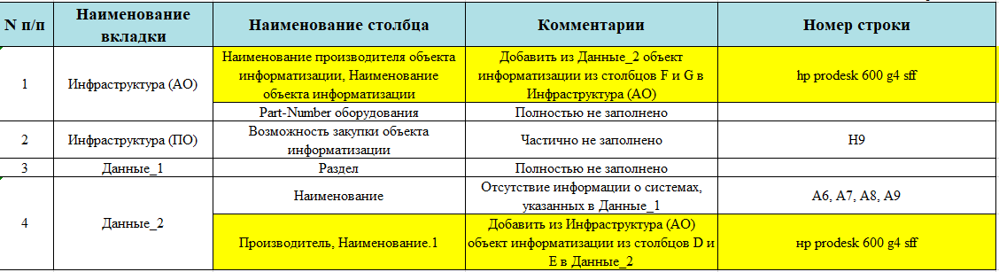 N п/п
Наименование
вкладки
Наименование столбца
Комментарии
Номер строки
1
Инфраструктура (АО)
Наименование производителя объекта
информатизации, Наименование
объекта информатизации
Добавить из Данные_2 объект
информатизации из столбцов F и G в
Инфраструктура (АО)
hp prodesk 600 g4 sff
Part-Number оборудования
Полностью не заполнено
2
Инфраструктура (ПО)
Возможность закупки объекта
информатизации
Частично не заполнено
H9
3
Данные_1
Раздел
Полностью не заполнено
4
Данные_2
Наименование
Отсутствие информации о системах,
указанных в Данные_1
A6, A7, A8, A9
Производитель, Наименование.1
Добавить из Инфраструктура (АО)
объект информатизации из столбцов D и
E в Данные_2
нр prodesk 600 g4 sff